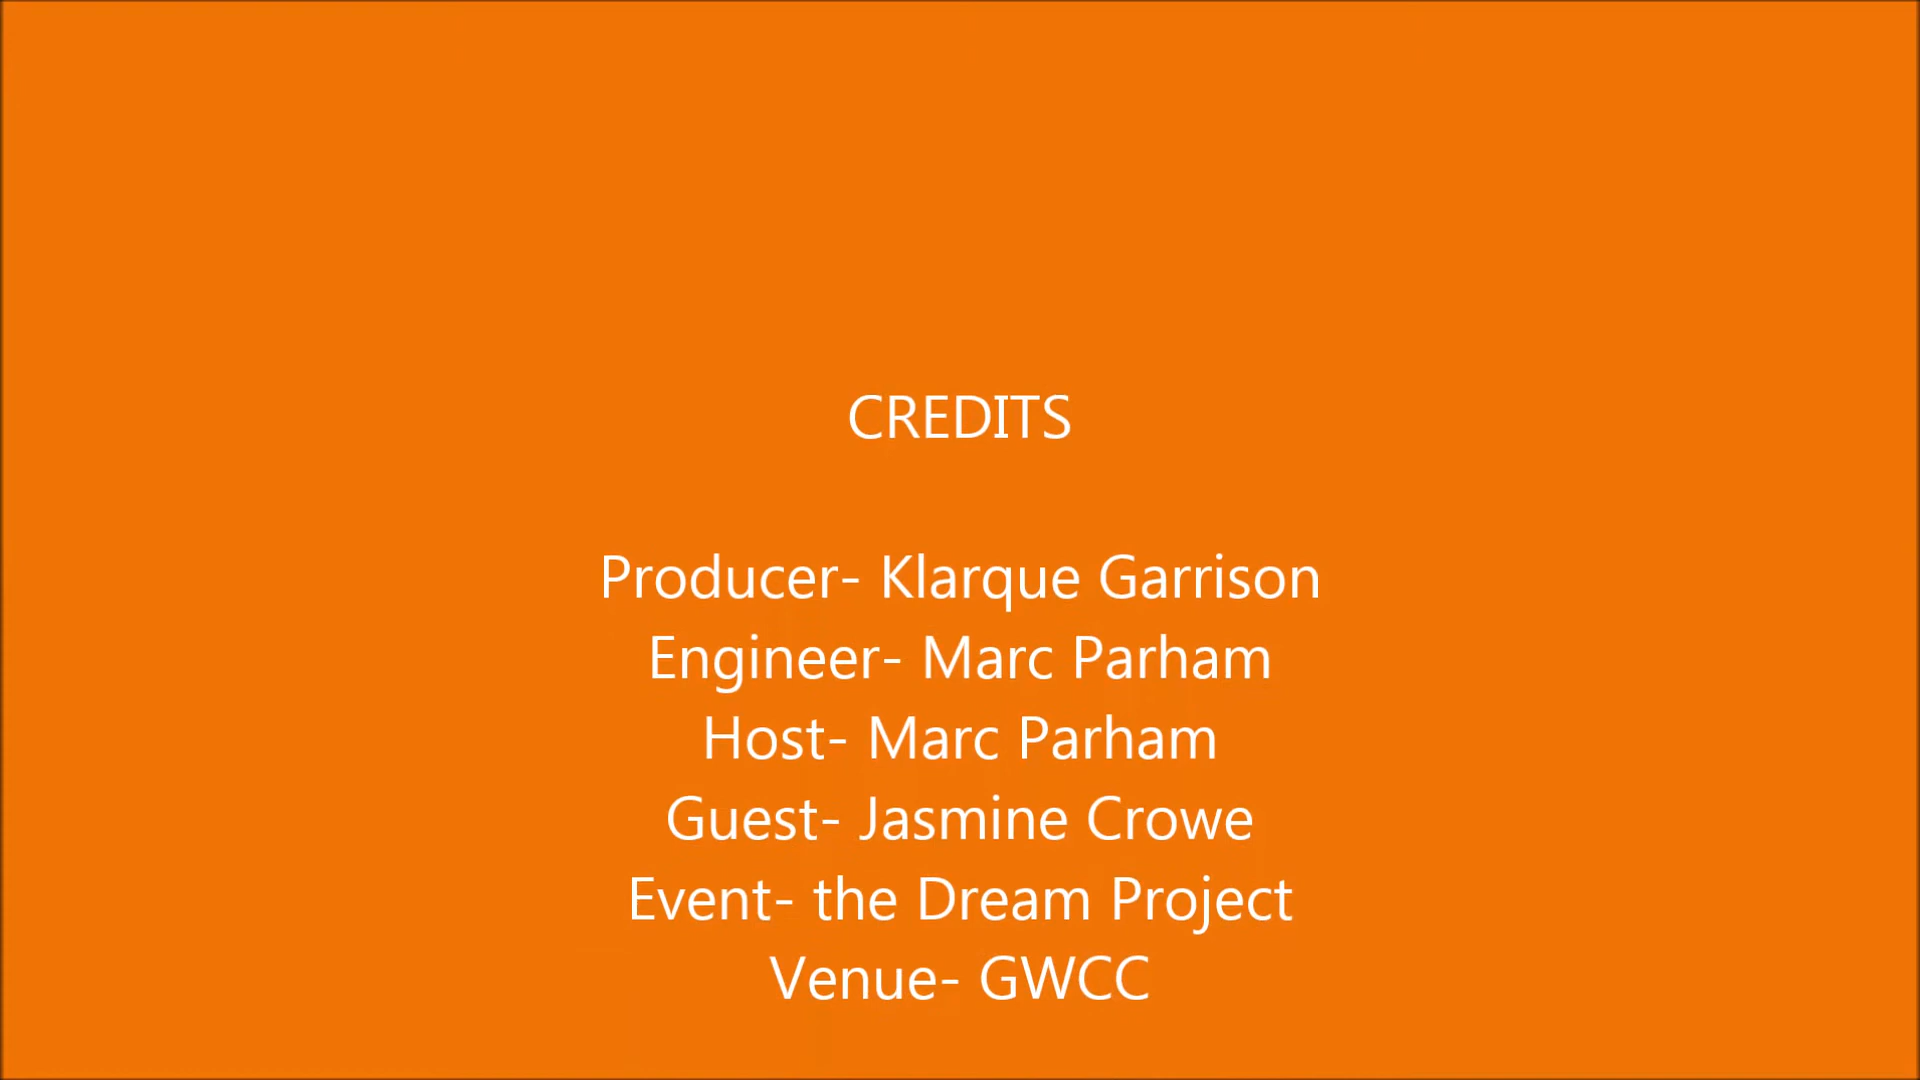 CREDITS
Producer- Klarque Garrison
Engineer- Marc Parham
Host- Marc Parham
Guest- Jasmine Crowe
Event- the Dream Project
Venue- GWCC